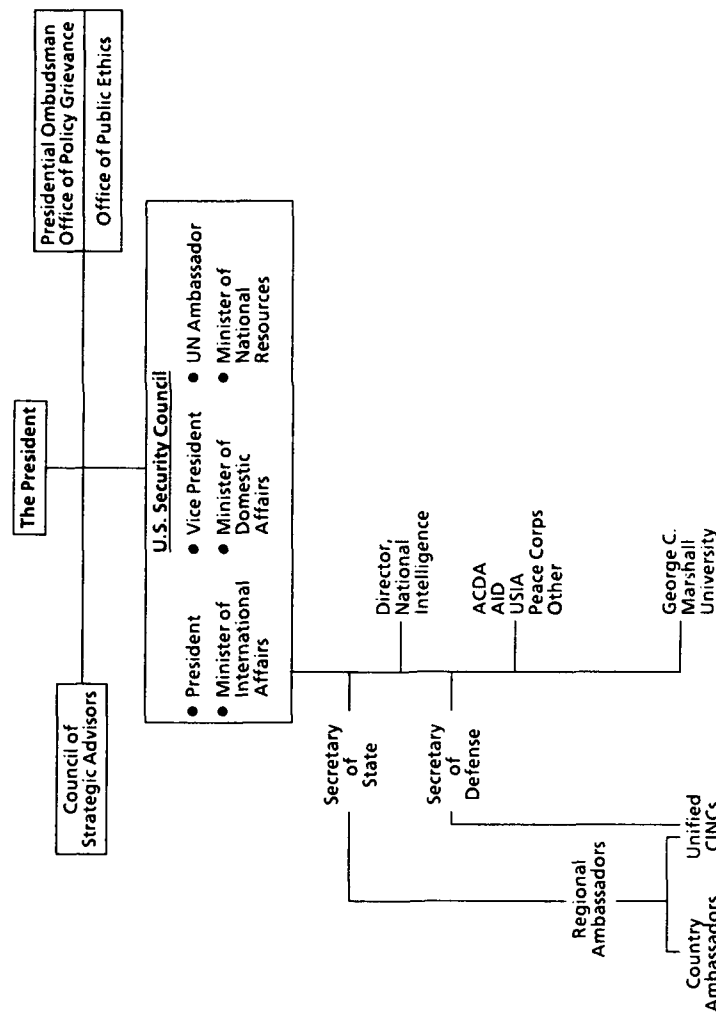 The President
Council of
Strategic Advisors
Presidential Ombudsman
Office of Policy Grievance
Office of Public Ethics
U.S. Security Council
● President
● Vice President
● UN Ambassador
● Minister of
International
Affairs
● Minister of
Domestic
Affairs
● Minister of
National
Resources
Secretary
of
State
Director,
National
Intelligence
Secretary
of
Defense
ACDA
AID
USIA
Peace Corps
Other
Regional
Ambassadors
Country
Ambassadors
Unified
CINCs
George C.
Marshall
University